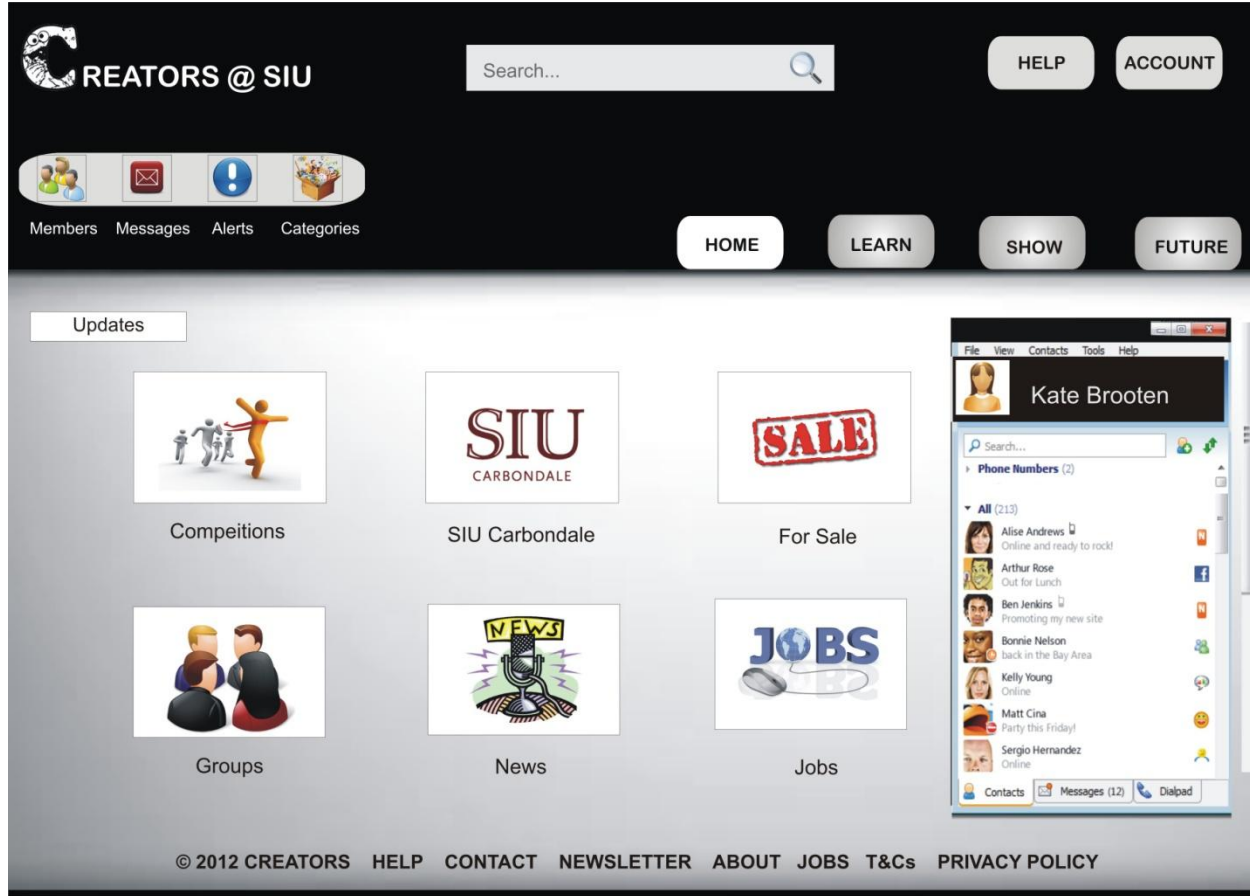 CREATORS @ SIU
Search...
HELP
ACCOUNT
Members Messages Alerts Categories
HOME LEARN SHOW FUTURE
Updates
SIU
CARBONDALE
SALE
Compeitions
SIU Carbondale
For Sale
NEWS
JOBS
Groups
News
Jobs
File View Contacts Tools Help
Kate Brooten
Search...
Phone Numbers (2)
All (213)
Alise Andrews
Online and ready to rock!
Arthur Rose
Out for Lunch
Ben Jenkins
Promoting my new site
Bonnie Nelson
back in the Bay Area
Kelly Young
Online
Matt Cina
Party this Friday!
Sergio Hernandez
Online
Contacts Messages (12) Dialpad
© 2012 CREATORS HELP CONTACT NEWSLETTER ABOUT JOBS T&Cs PRIVACY POLICY